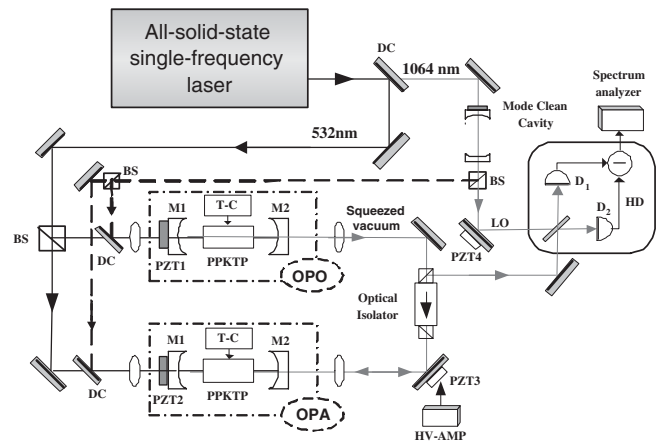 All-solid-state
single-frequency
laser
DC
1064 nm
Spectrum
analyzer
Mode Clean
Cavity
532nm
BS
BS
D1
D2
HD
LO
PZT4
T-C
M1
M2
PPKTP
PZT1
OPO
Squeezed
vacuum
BS
DC
Optical
Isolator
T-C
M1
M2
PPKTP
PZT2
OPA
DC
PZT3
HV-AMP